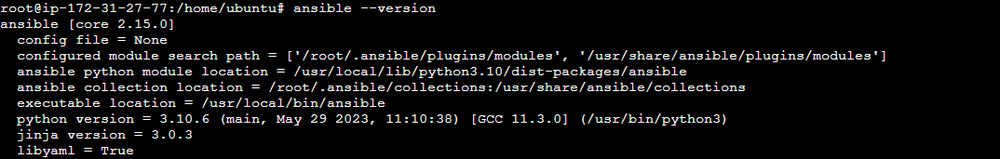 root@ip-172-31-27-77:/home/ubuntu# ansible --version
ansible [core 2.15.0]
  config file = None
  configured module search path = ['/root/.ansible/plugins/modules', '/usr/share/ansible/plugins/modules']
  ansible python module location = /usr/local/lib/python3.10/dist-packages/ansible
  ansible collection location = /root/.ansible/collections:/usr/share/ansible/collections
  executable location = /usr/local/bin/ansible
  python version = 3.10.6 (main, May 29 2023, 11:10:38) [GCC 11.3.0] (/usr/bin/python3)
  jinja version = 3.0.3
  libyaml = True